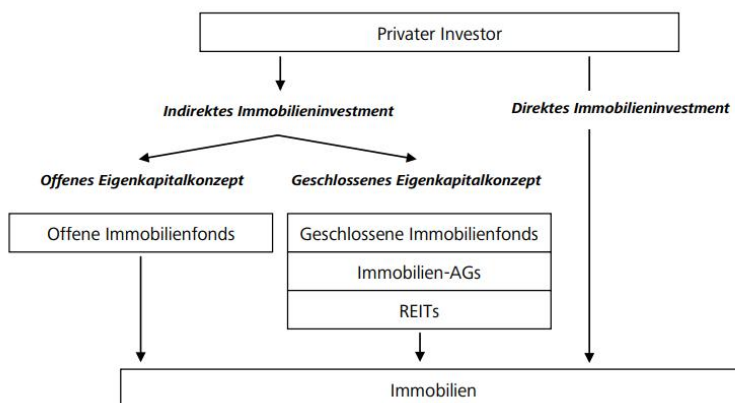 Privater Investor
Indirektes Immobilieninvestment
Direktes Immobilieninvestment
Offenes Eigenkapitalkonzept
Geschlossenes Eigenkapitalkonzept
Offene Immobilienfonds
Geschlossene Immobilienfonds
Immobilien-AGs
REITs
Immobilien